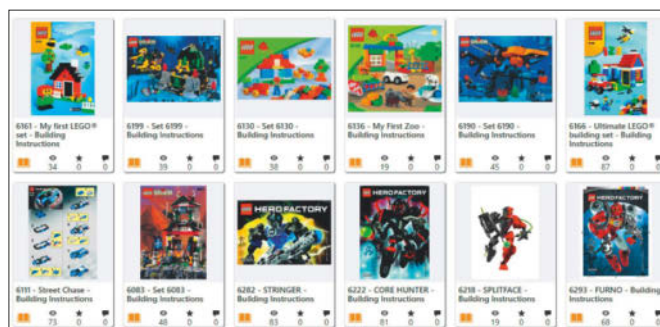 6161 - My first LEGO®
set - Building
Instructions
34 0 0
6199 - Set 6199 -
Building Instructions
39 0 0
6130 - Set 6130 -
Building Instructions
38 0 0
6136 - My First Zoo -
Building Instructions
19 0 0
6190 - Set 6190 -
Building Instructions
45 0 0
6166 - Ultimate LEGO®
building set - Building
Instructions
87 0 0
6111 - Street Chase -
Building Instructions
73 0 0
6083 - Set 6083 -
Building Instructions
48 0 0
HERO FACTORY
6282 - STRINGER -
Building Instructions
83 0 0
HERO FACTORY
6222 - CORE HUNTER -
Building Instructions
81 0 0
6218 - SPLITFACE -
Building Instructions
19 0 0
HERO FACTORY
6293 - FURNO - Building
Instructions
68 0 0